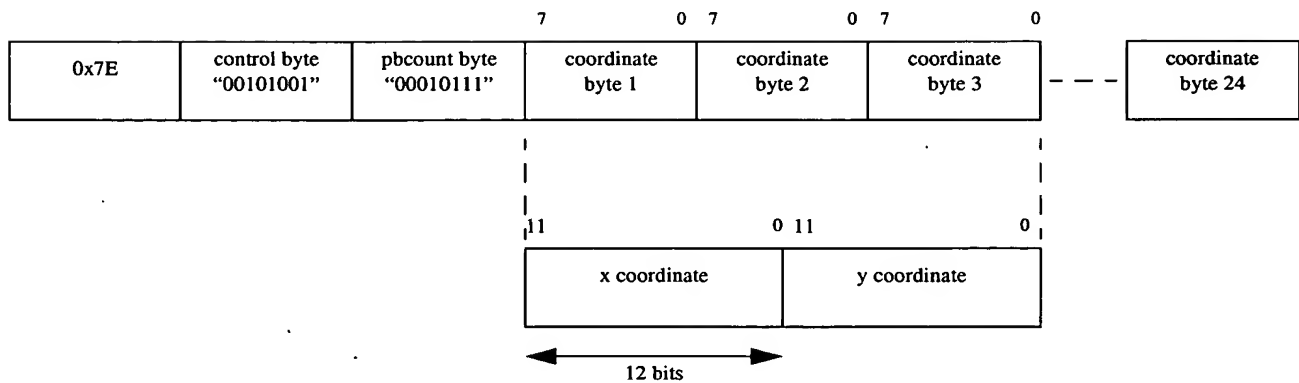 7 0 7 0 7 0
0x7E
control byte
“00101001”
pbcount byte
“00010111”
coordinate
byte 1
coordinate
byte 2
coordinate
byte 3
coordinate
byte 24
11 0 11 0
x coordinate
y coordinate
12 bits